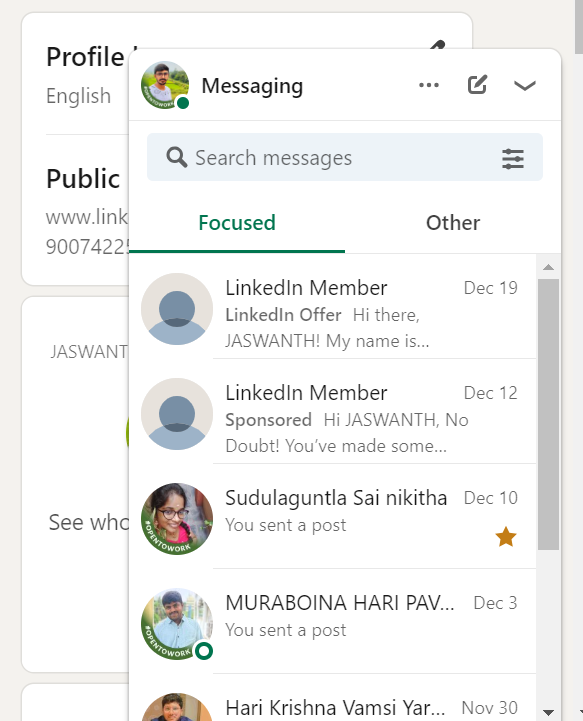 Profile
English
Public
www.link
90074225
JASWANT
See who
Messaging
Search messages
Focused
Other
LinkedIn Member
Dec 19
LinkedIn Offer Hi there,
JASWANTH! My name is...
LinkedIn Member
Dec 12
Sponsored Hi JASWANTH, No
Doubt! You've made some...
Sudulaguntla Sai nikitha
Dec 10
You sent a post
#OPENTOWORK
MURABOINA HARI PAV...
Dec 3
You sent a post
#OPENTOWORK
Hari Krishna Vamsi Yar...
Nov 30